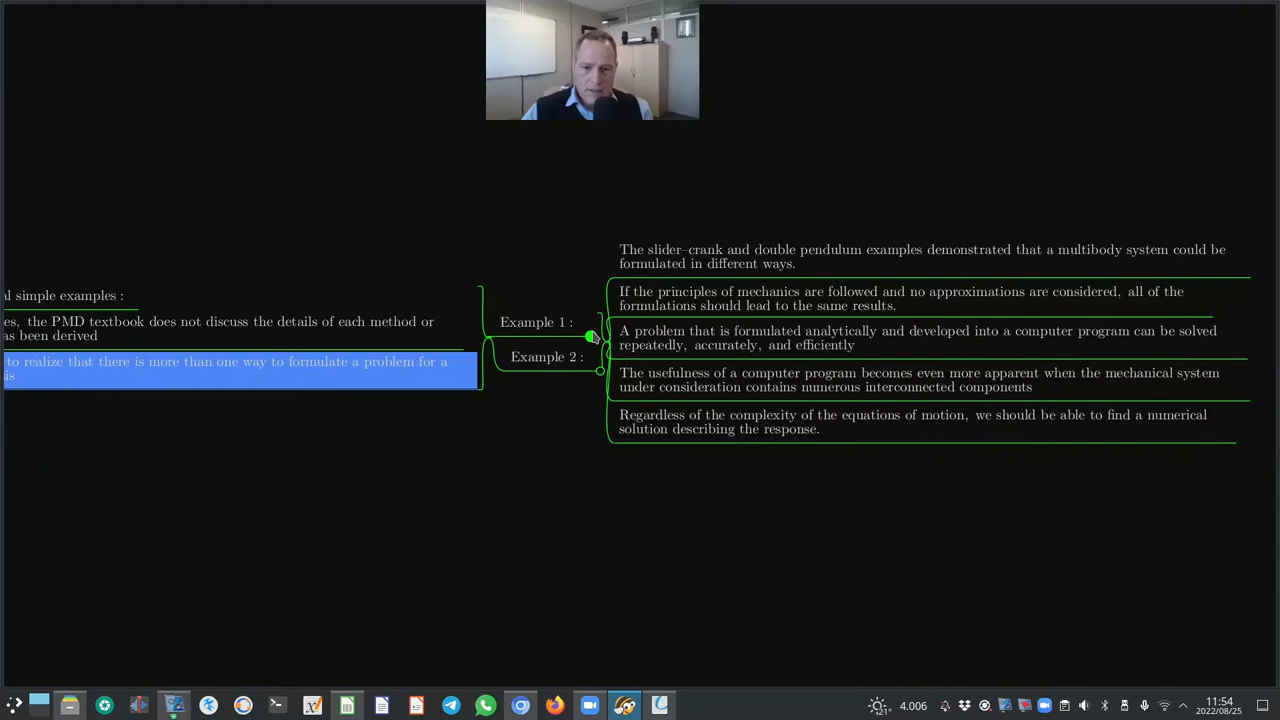 The slider–crank and double pendulum examples demonstrated that a multibody system could be
formulated in different ways.
al simple examples :
If the principles of mechanics are followed and no approximations are considered, all of the
formulations should lead to the same results.
es, the PMD textbook does not discuss the details of each method or
as been derived
Example 1 :
A problem that is formulated analytically and developed into a computer program can be solved
repeatedly, accurately, and efficiently
to realize that there is more than one way to formulate a problem for a
sis
Example 2 :
The usefulness of a computer program becomes even more apparent when the mechanical system
under consideration contains numerous interconnected components
Regardless of the complexity of the equations of motion, we should be able to find a numerical
solution describing the response.
4.006
11:54
2022/08/25